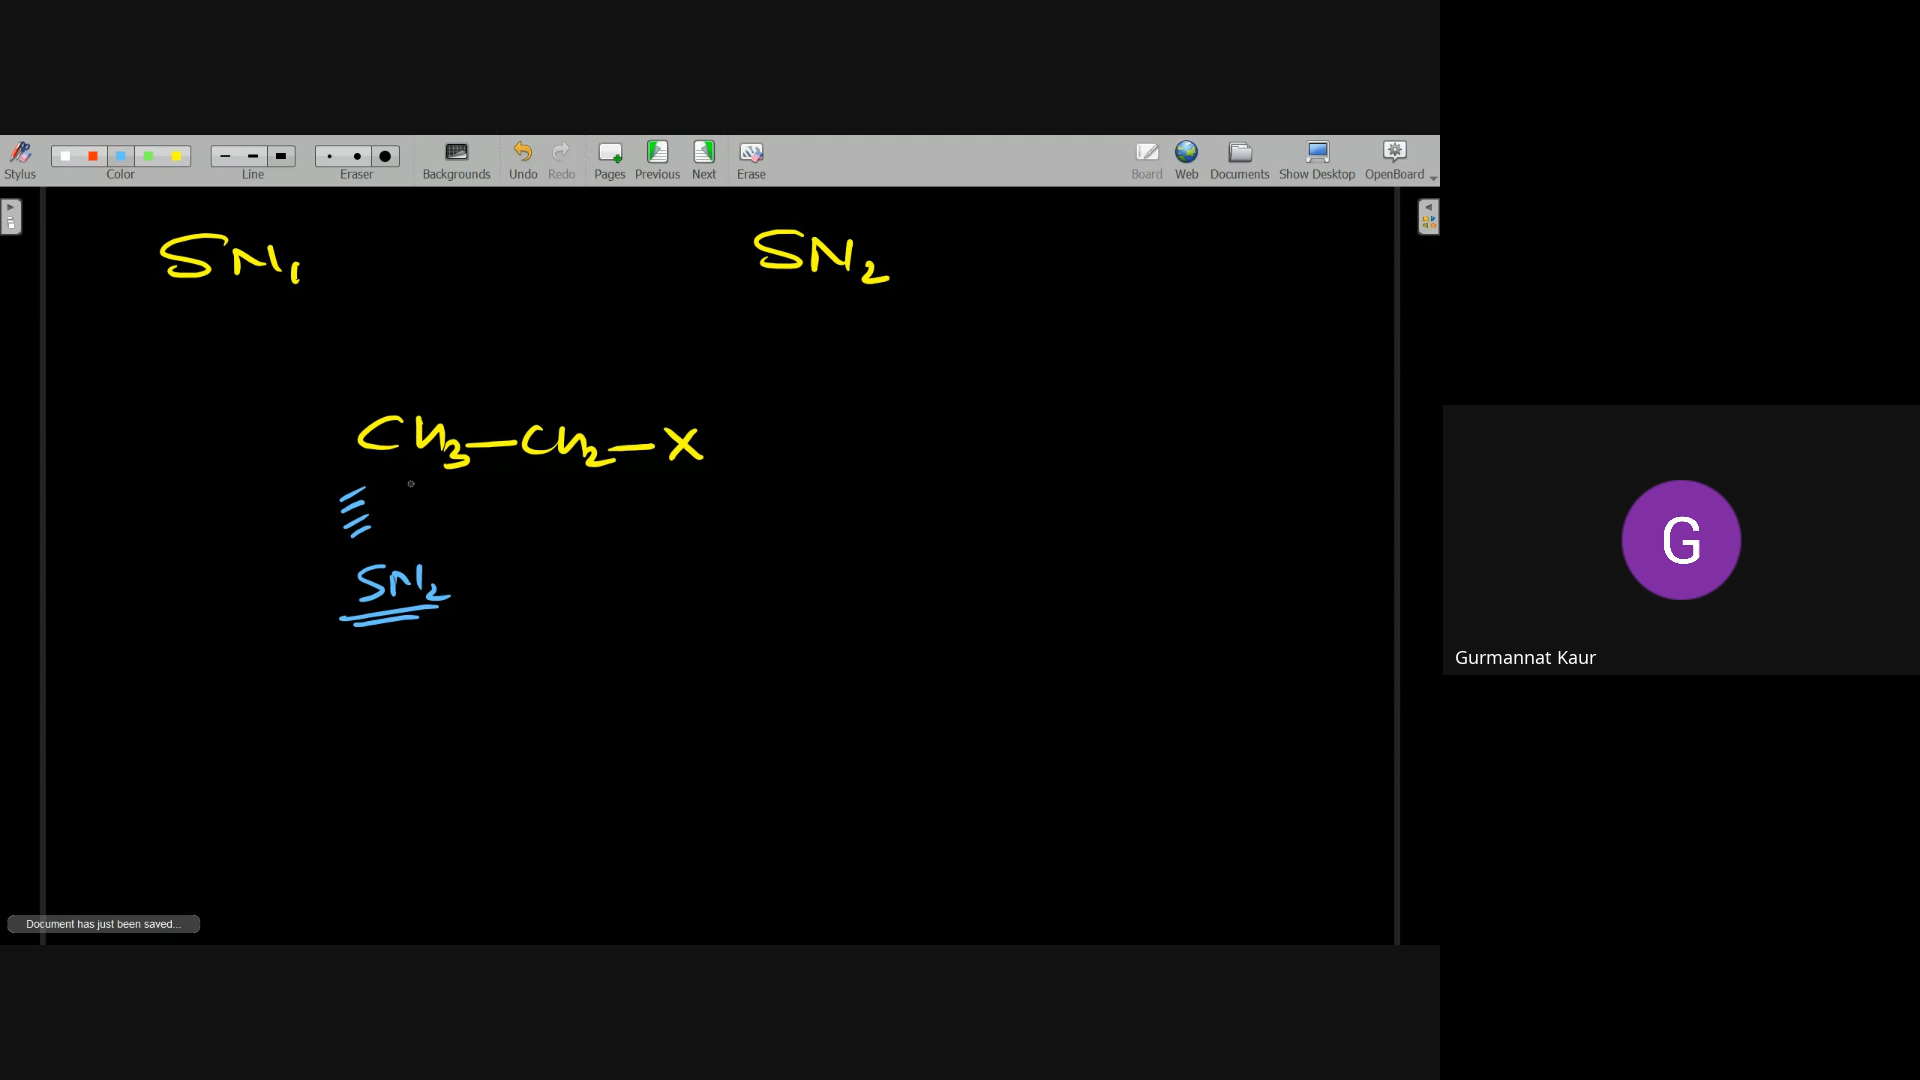 Stylus Color Line Eraser Backgrounds Undo Redo Pages Previous Next Erase Board Web Documents Show Desktop OpenBoard
SN₁ SN₂
CH₃—CH₂—X
SN₂
G
Gurmannat Kaur
Document has just been saved...